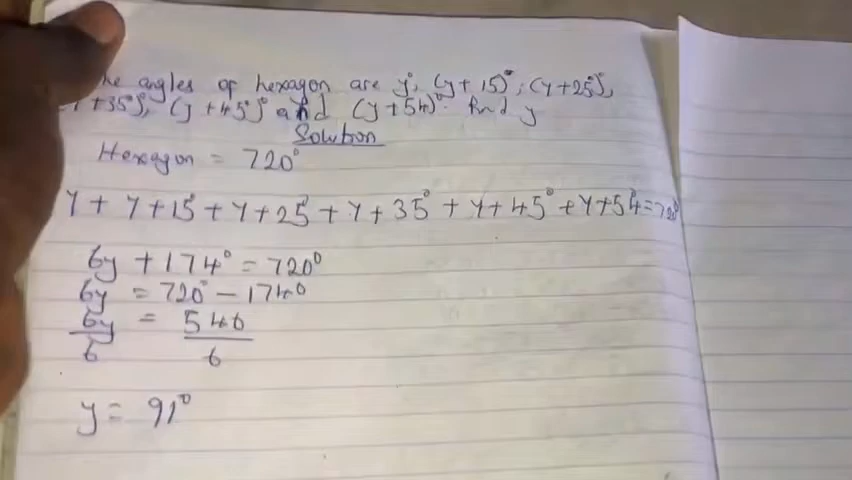 he angles of hexagon are y°, (y+15)°, (y+25)°,
+35)°, (y+45)° and (y+54)°. find y
Solution
Hexagon = 720°
y + y+15° + y+25° + y+35° + y+45° + y+54°=720°
6y + 174° = 720°
6y = 720° - 174°
6y/6 = 546/6
y = 91°